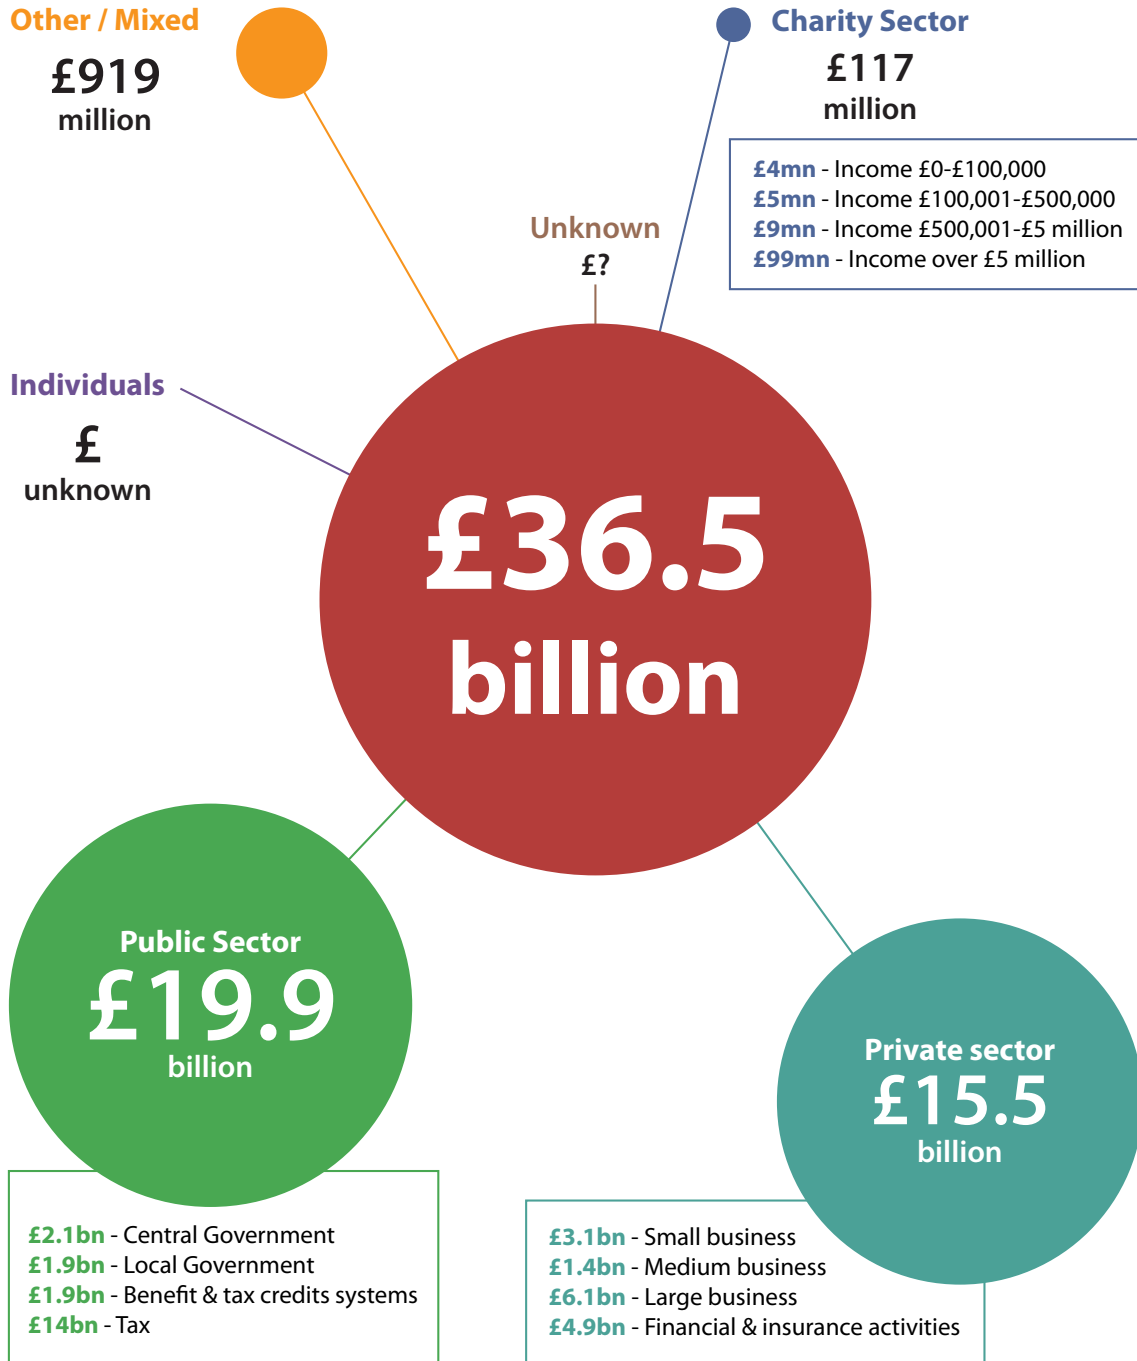 Other / Mixed
£919
million
Charity Sector
£117
million
£4mn - Income £0-£100,000
£5mn - Income £100,001-£500,000
£9mn - Income £500,001-£5 million
£99mn - Income over £5 million
Unknown
£?
Individuals
£
unknown
£36.5
billion
Public Sector
£19.9
billion
£2.1bn - Central Government
£1.9bn - Local Government
£1.9bn - Benefit & tax credits systems
£14bn - Tax
Private sector
£15.5
billion
£3.1bn - Small business
£1.4bn - Medium business
£6.1bn - Large business
£4.9bn - Financial & insurance activities